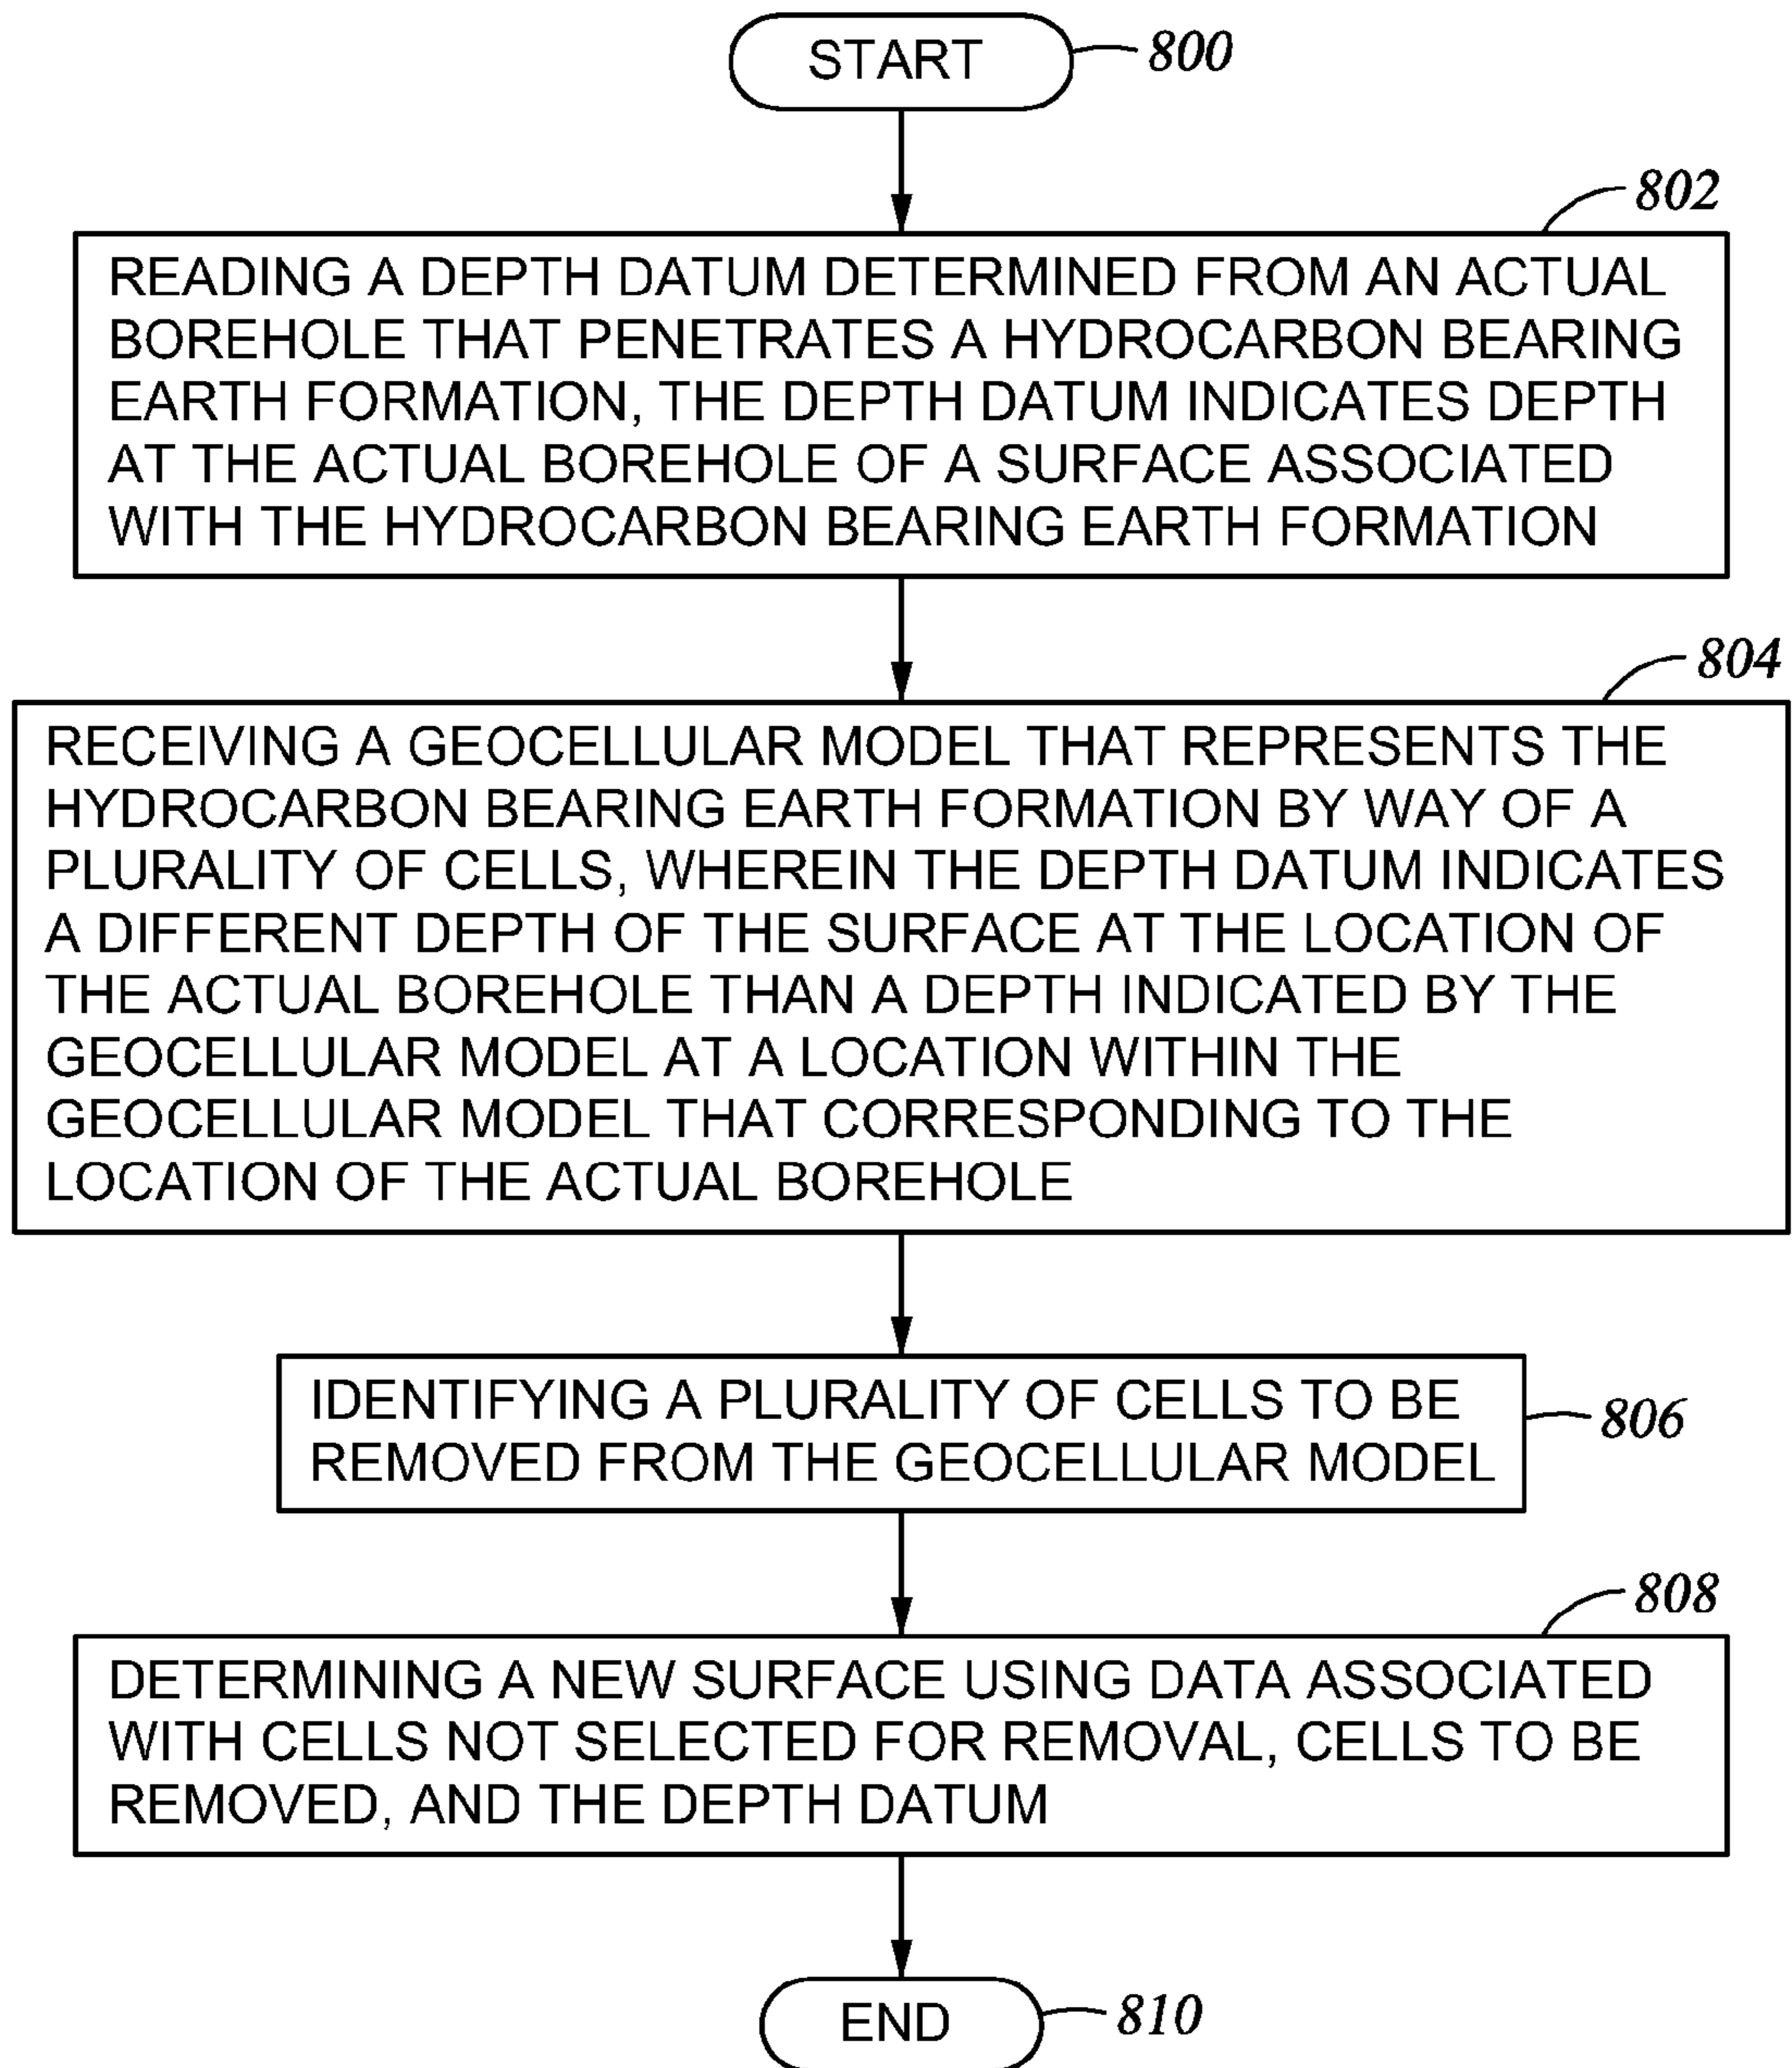 START
800
802
READING A DEPTH DATUM DETERMINED FROM AN ACTUAL
BOREHOLE THAT PENETRATES A HYDROCARBON BEARING
EARTH FORMATION, THE DEPTH DATUM INDICATES DEPTH
AT THE ACTUAL BOREHOLE OF A SURFACE ASSOCIATED
WITH THE HYDROCARBON BEARING EARTH FORMATION
804
RECEIVING A GEOCELLULAR MODEL THAT REPRESENTS THE
HYDROCARBON BEARING EARTH FORMATION BY WAY OF A
PLURALITY OF CELLS, WHEREIN THE DEPTH DATUM INDICATES
A DIFFERENT DEPTH OF THE SURFACE AT THE LOCATION OF
THE ACTUAL BOREHOLE THAN A DEPTH INDICATED BY THE
GEOCELLULAR MODEL AT A LOCATION WITHIN THE
GEOCELLULAR MODEL THAT CORRESPONDING TO THE
LOCATION OF THE ACTUAL BOREHOLE
IDENTIFYING A PLURALITY OF CELLS TO BE
REMOVED FROM THE GEOCELLULAR MODEL
806
808
DETERMINING A NEW SURFACE USING DATA ASSOCIATED
WITH CELLS NOT SELECTED FOR REMOVAL, CELLS TO BE
REMOVED, AND THE DEPTH DATUM
END
810